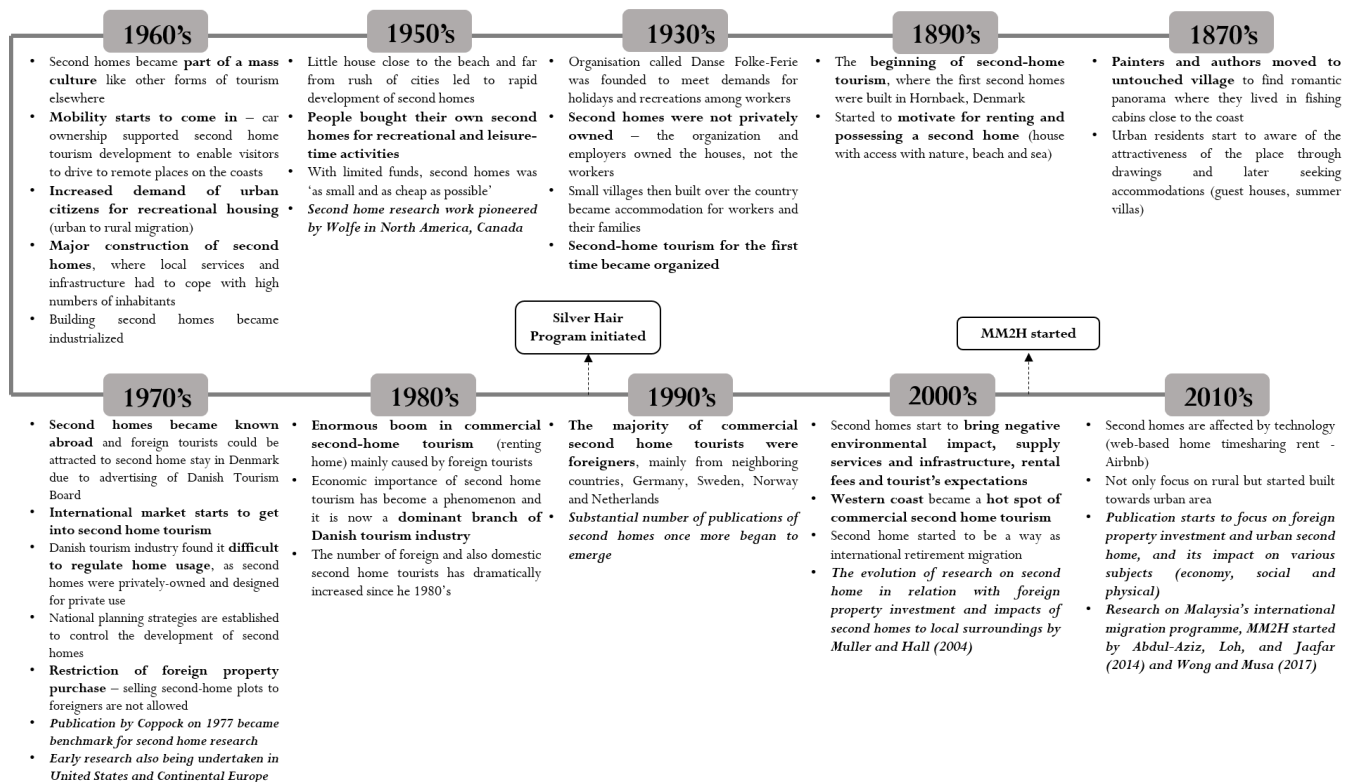 1960's
• Second homes became part of a mass
culture like other forms of tourism
elsewhere
• Mobility starts to come in – car
ownership supported second home
tourism development to enable visitors
to drive to remote places on the coasts
• Increased demand of urban
citizens for recreational housing
(urban to rural migration)
• Major construction of second
homes, where local services and
infrastructure had to cope with high
numbers of inhabitants
• Building second homes became
industrialized
1950's
• Little house close to the beach and far
from rush of cities led to rapid
development of second homes
• People bought their own second
homes for recreational and leisure-
time activities
• With limited funds, second homes was
'as small and as cheap as possible'
• Second home research work pioneered
by Wolfe in North America, Canada
1930's
• Organisation called Danse Folke-Ferie
was founded to meet demands for
holidays and recreations among workers
• Second homes were not privately
owned – the organization and
employers owned the houses, not the
workers
• Small villages then built over the country
became accommodation for workers and
their families
• Second-home tourism for the first
time became organized
1890's
• The beginning of second-home
tourism, where the first second homes
were built in Hornbaek, Denmark
• Started to motivate for renting and
possessing a second home (house
with access with nature, beach and sea)
1870's
• Painters and authors moved to
untouched village to find romantic
panorama where they lived in fishing
cabins close to the coast
• Urban residents start to aware of the
attractiveness of the place through
drawings and later seeking
accommodations (guest houses, summer
villas)
Silver Hair
Program initiated
MM2H started
1970's
• Second homes became known
abroad and foreign tourists could be
attracted to second home stay in Denmark
due to advertising of Danish Tourism
Board
• International market starts to get
into second home tourism
• Danish tourism industry found it difficult
to regulate home usage, as second
homes were privately-owned and designed
for private use
• National planning strategies are established
to control the development of second
homes
• Restriction of foreign property
purchase – selling second-home plots to
foreigners are not allowed
• Publication by Coppock on 1977 became
benchmark for second home research
• Early research also being undertaken in
United States and Continental Europe
1980's
• Enormous boom in commercial
second-home tourism (renting
home) mainly caused by foreign tourists
• Economic importance of second home
tourism has become a phenomenon and
it is now a dominant branch of
Danish tourism industry
• The number of foreign and also domestic
second home tourists has dramatically
increased since he 1980's
1990's
• The majority of commercial
second home tourists were
foreigners, mainly from neighboring
countries, Germany, Sweden, Norway
and Netherlands
• Substantial number of publications of
second homes once more began to
emerge
2000's
• Second homes start to bring negative
environmental impact, supply
services and infrastructure, rental
fees and tourist's expectations
• Western coast became a hot spot of
commercial second home tourism
• Second home started to be a way as
international retirement migration
• The evolution of research on second
home in relation with foreign
property investment and impacts of
second homes to local surroundings by
Muller and Hall (2004)
2010's
• Second homes are affected by technology
(web-based home timesharing rent -
Airbnb)
• Not only focus on rural but started built
towards urban area
• Publication starts to focus on foreign
property investment and urban second
home, and its impact on various
subjects (economy, social and
physical)
• Research on Malaysia's international
migration programme, MM2H started
by Abdul-Aziz, Loh, and Jaafar
(2014) and Wong and Musa (2017)